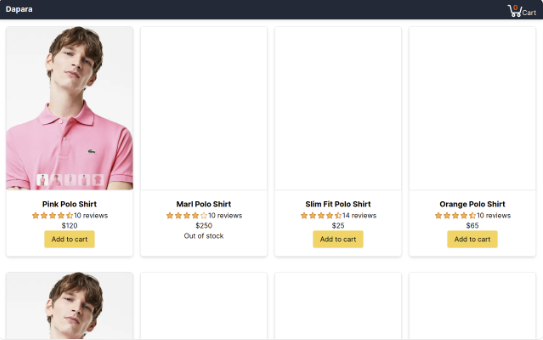 Dapara
0
Cart
Pink Polo Shirt
10 reviews
$120
Add to cart
Marl Polo Shirt
10 reviews
$250
Out of stock
Slim Fit Polo Shirt
14 reviews
$25
Add to cart
Orange Polo Shirt
10 reviews
$65
Add to cart